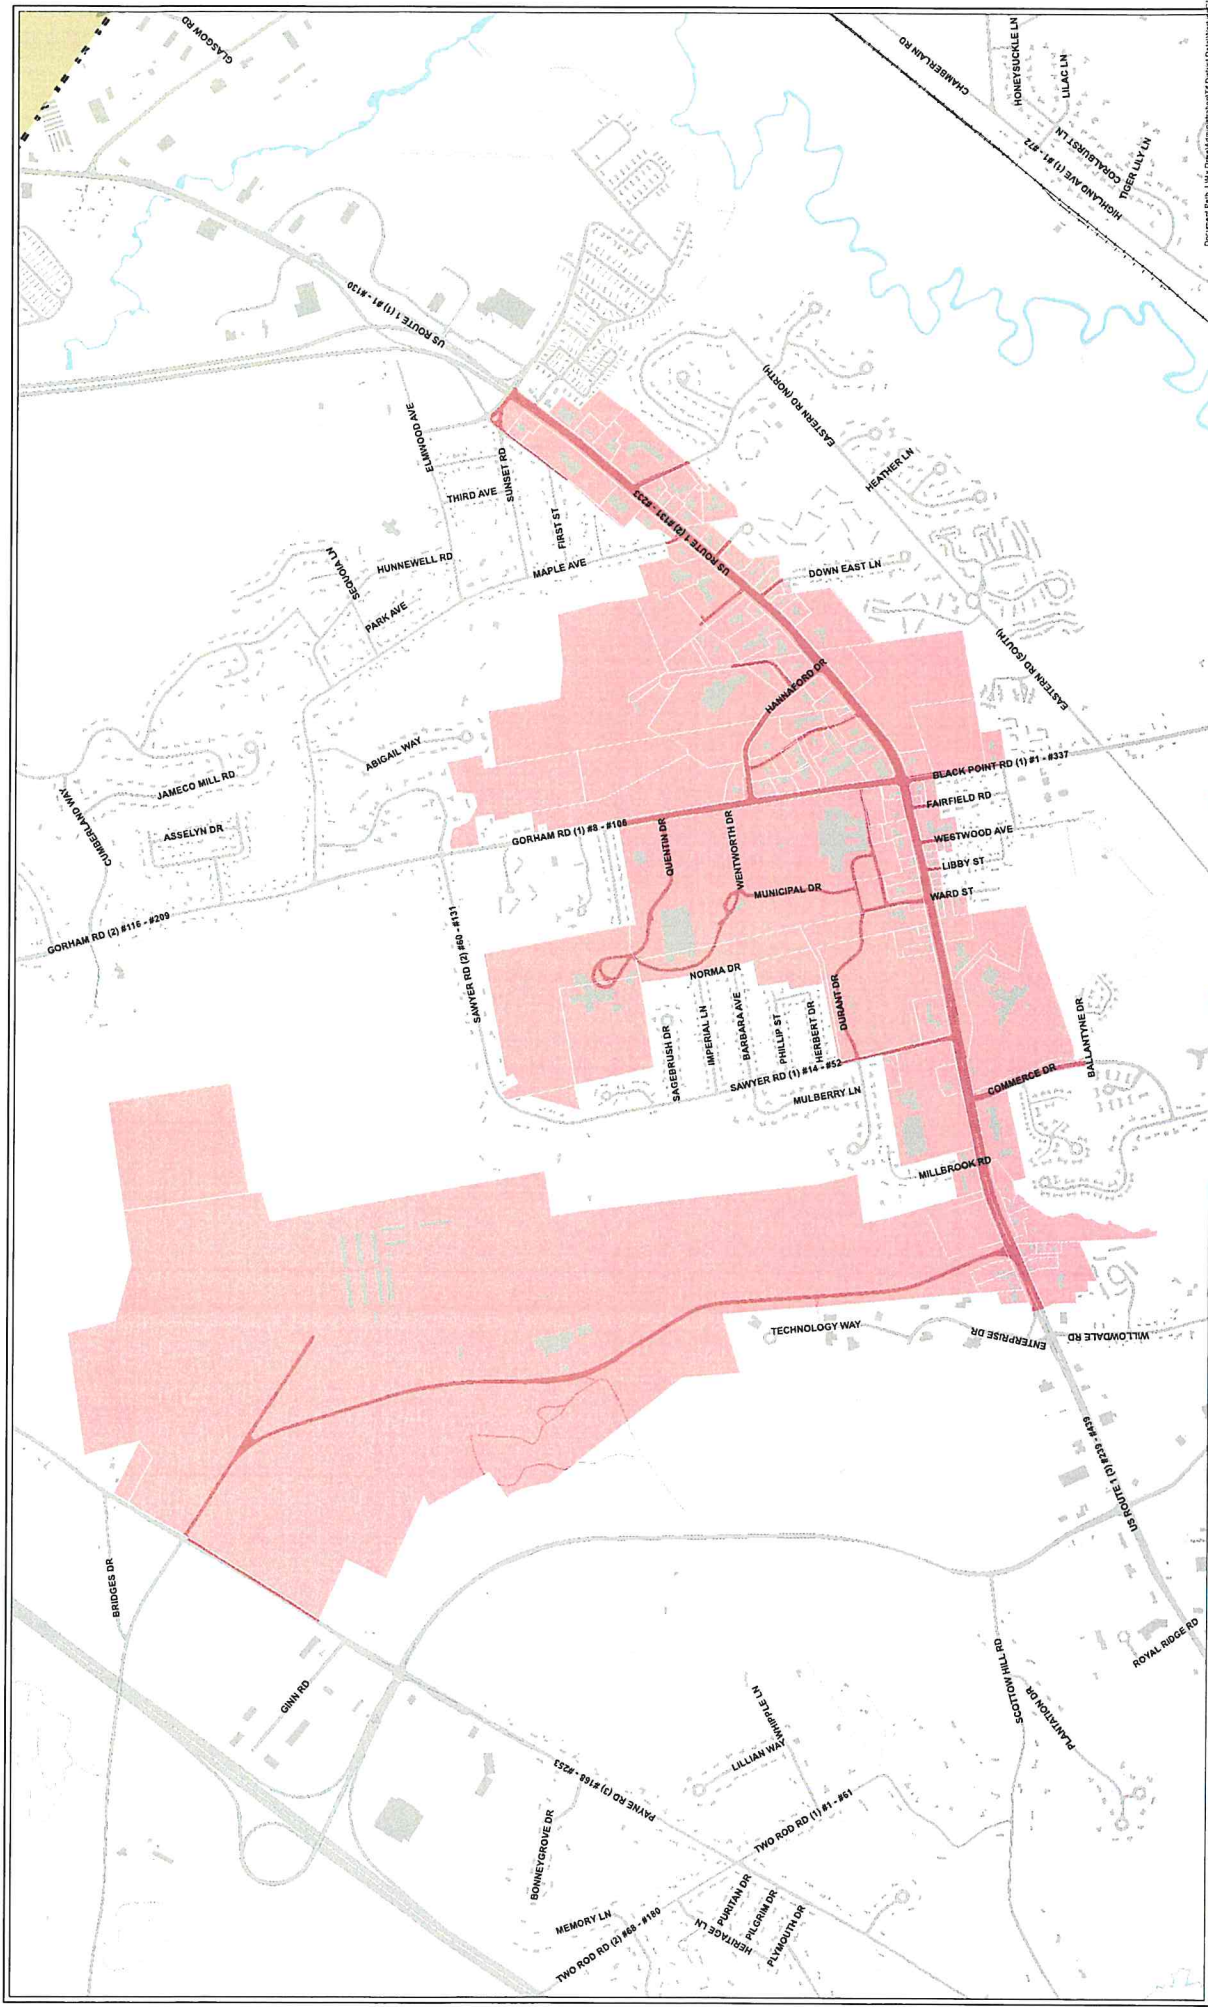 GLASGOW RD
CHAMBERLAIN RD
HONEYSUCKLE LN
LILAC LN
CORALBURST LN
TIGER LILY LN
HIGHLAND AVE (1) #1 - #72
US ROUTE 1 (1) #1 - #130
ELMWOOD AVE
THIRD AVE
SUNSET RD
FIRST ST
HUNNEWELL RD
SEQUOIA LN
PARK AVE
MAPLE AVE
EASTERN RD (NORTH)
HEATHER LN
US ROUTE 1 (2) #131 - #233
DOWN EAST LN
EASTERN RD (SOUTH)
HANNAFORD DR
ABIGAIL WAY
JAMECO MILL RD
CUMBERLAND WAY
ASSELYN DR
BLACK POINT RD (1) #1 - #337
FAIRFIELD RD
WESTWOOD AVE
LIBBY ST
WARD ST
GORHAM RD (1) #8 - #106
QUENTIN DR
WENTWORTH DR
MUNICIPAL DR
GORHAM RD (2) #116 - #209
SAWYER RD (2) #60 - #131
NORMA DR
DURANT DR
SAGEBRUSH DR
IMPERIAL LN
BARBARA AVE
PHILLIP ST
HERBERT DR
SAWYER RD (1) #14 - #52
MULBERRY LN
COMMERCE DR
BALLANTYNE DR
MILLBROOK RD
TECHNOLOGY WAY
ENTERPRISE DR
WILLOWDALE RD
US ROUTE 1 (3) #239 - #439
BRIDGES DR
GINN RD
PAYNE RD (3) #168 - #253
SCOTTOW HILL RD
PLANTATION DR
ROYAL RIDGE RD
WHIPPLE LN
LILLIAN WAY
TWO ROD RD (1) #1 - #61
BONNEYGROVE DR
MEMORY LN
TWO ROD RD (2) #68 - #180
HERITAGE LN
PURITAN DR
PILGRIM DR
PLYMOUTH DR